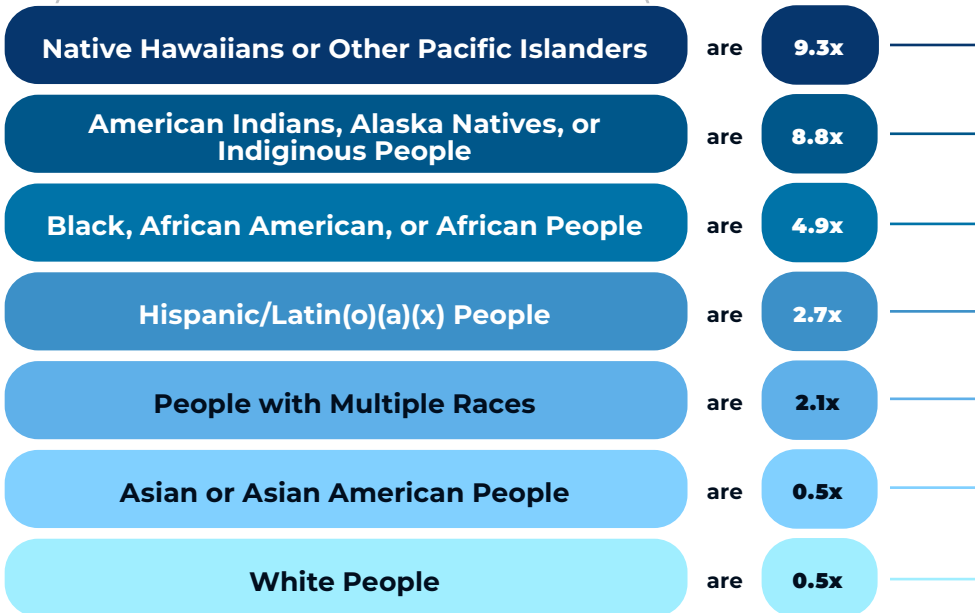 Native Hawaiians or Other Pacific Islanders are 9.3x
American Indians, Alaska Natives, or
Indiginous People are 8.8x
Black, African American, or African People are 4.9x
Hispanic/Latin(o)(a)(x) People are 2.7x
People with Multiple Races are 2.1x
Asian or Asian American People are 0.5x
White People are 0.5x